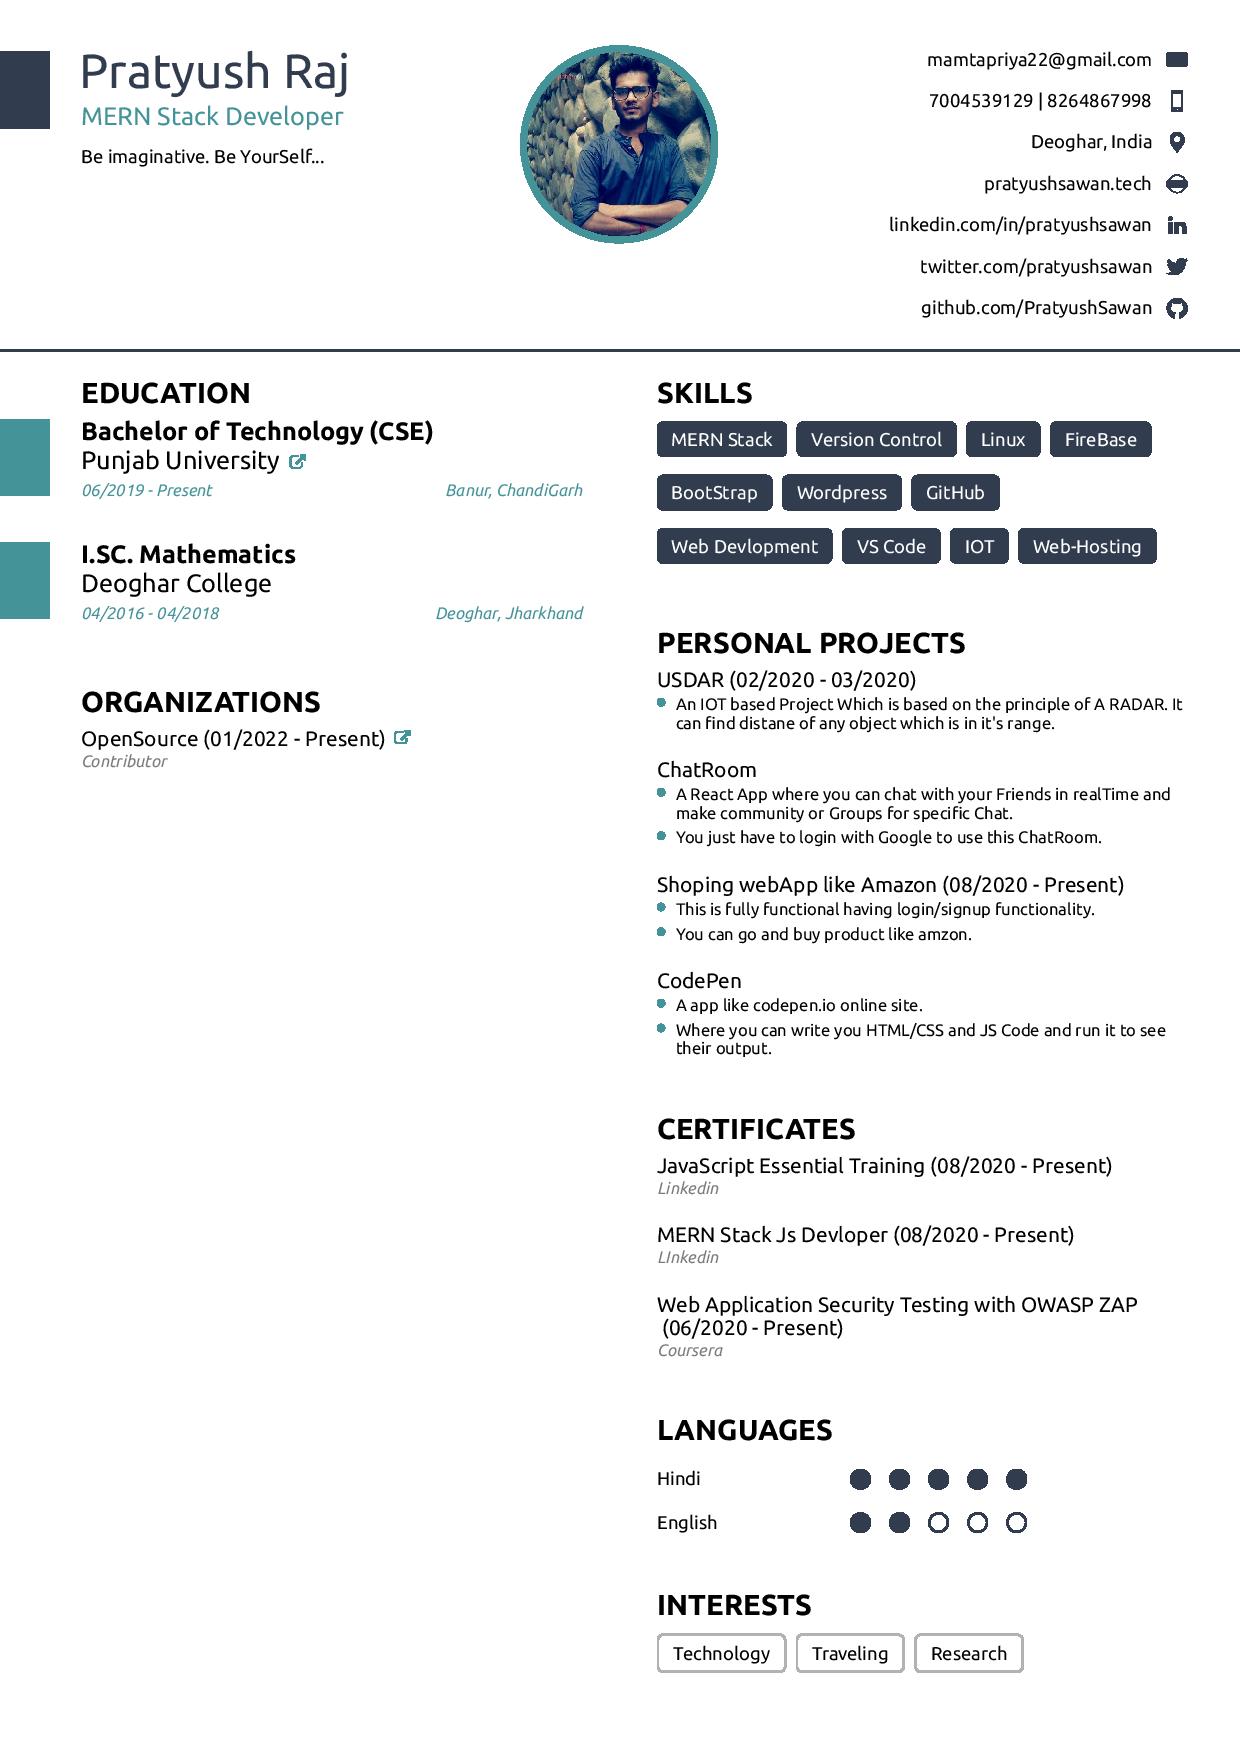 Pratyush Raj
MERN Stack Developer
Be imaginative. Be YourSelf...
mamtapriya22@gmail.com
7004539129 | 8264867998
Deoghar, India
pratyushsawan.tech
linkedin.com/in/pratyushsawan
twitter.com/pratyushsawan
github.com/PratyushSawan
EDUCATION
Bachelor of Technology (CSE)
Punjab University
06/2019 - Present Banur, ChandiGarh
I.SC. Mathematics
Deoghar College
04/2016 - 04/2018 Deoghar, Jharkhand
ORGANIZATIONS
OpenSource (01/2022 - Present)
Contributor
SKILLS
MERN Stack Version Control Linux FireBase
BootStrap Wordpress GitHub
Web Devlopment VS Code IOT Web-Hosting
PERSONAL PROJECTS
USDAR (02/2020 - 03/2020)
An IOT based Project Which is based on the principle of A RADAR. It
can find distane of any object which is in it's range.
ChatRoom
A React App where you can chat with your Friends in realTime and
make community or Groups for specific Chat.
You just have to login with Google to use this ChatRoom.
Shoping webApp like Amazon (08/2020 - Present)
This is fully functional having login/signup functionality.
You can go and buy product like amzon.
CodePen
A app like codepen.io online site.
Where you can write you HTML/CSS and JS Code and run it to see
their output.
CERTIFICATES
JavaScript Essential Training (08/2020 - Present)
Linkedin
MERN Stack Js Devloper (08/2020 - Present)
LInkedin
Web Application Security Testing with OWASP ZAP
(06/2020 - Present)
Coursera
LANGUAGES
Hindi
English
INTERESTS
Technology Traveling Research